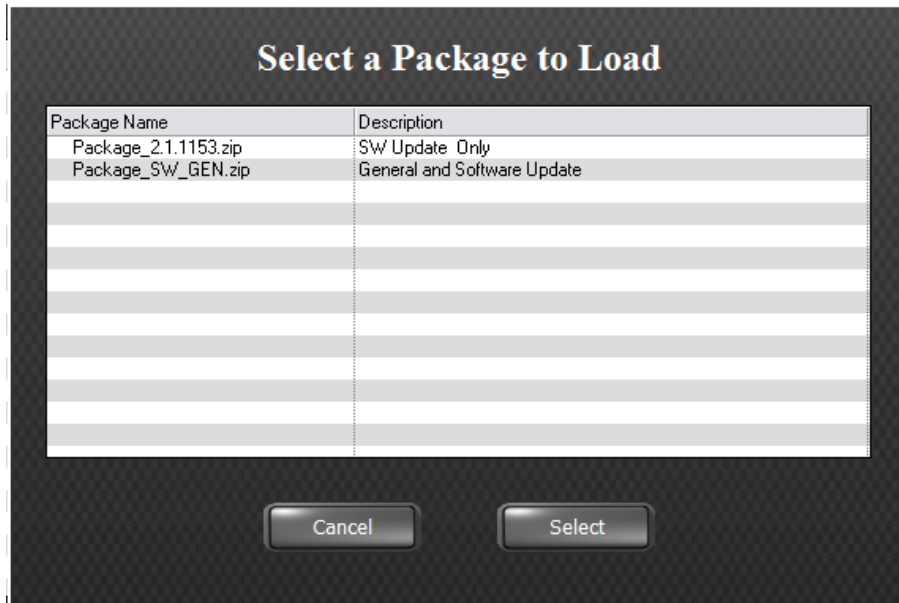 Select a Package to Load
Package Name Description
Package_2.1.1153.zip SW Update  Only
Package_SW_GEN.zip General and Software Update
Cancel Select